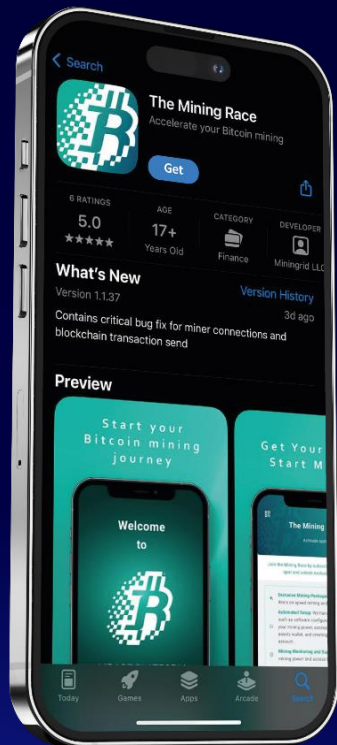 Search
The Mining Race
Accelerate your Bitcoin mining
Get
6 RATINGS
5.0
★★★★★
AGE
17+
Years Old
CATEGORY
Finance
DEVELOPER
Miningrid LLC
What's New
Version History
Version 1.1.37
3d ago
Contains critical bug fix for miner connections and
blockchain transaction send
Preview
Start your
Bitcoin mining
journey
Welcome
to
Get Your
Start M
The Mining
Today
Games
Apps
Arcade
Search